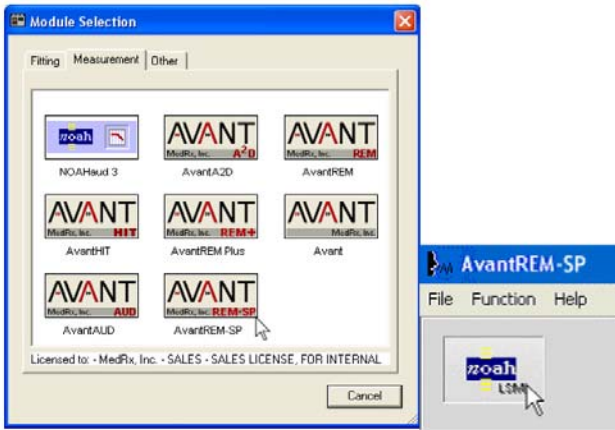 Module Selection
Fitting Measurement Other
noah
AVANT
MedRx, Inc. A2D
AVANT
MedRx, Inc. REM
NOAHaud 3 AvantA2D AvantREM
AVANT
MedRx, Inc. HIT
AVANT
MedRx, Inc. REM+
AVANT
MedRx, Inc.
AvantHIT AvantREM Plus Avant
AVANT
MedRx, Inc. AUD
AVANT
MedRx, Inc. REM-SP
AvantAUD AvantREM-SP
Licensed to: - MedRx, Inc. - SALES - SALES LICENSE, FOR INTERNAL
Cancel
AvantREM-SP
File Function Help
noah